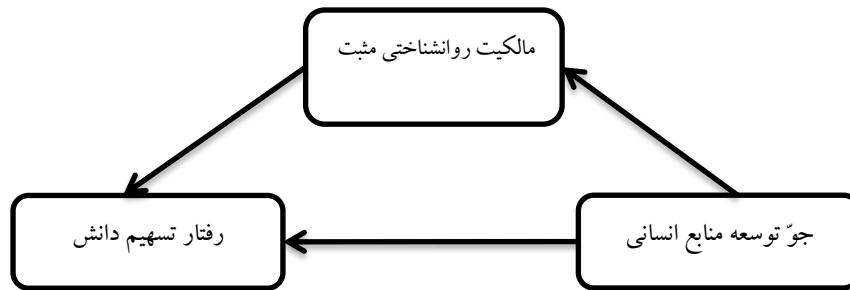 مالکیت روانشناختی مثبت
جوّ توسعه منابع انسانی
رفتار تسهیم دانش